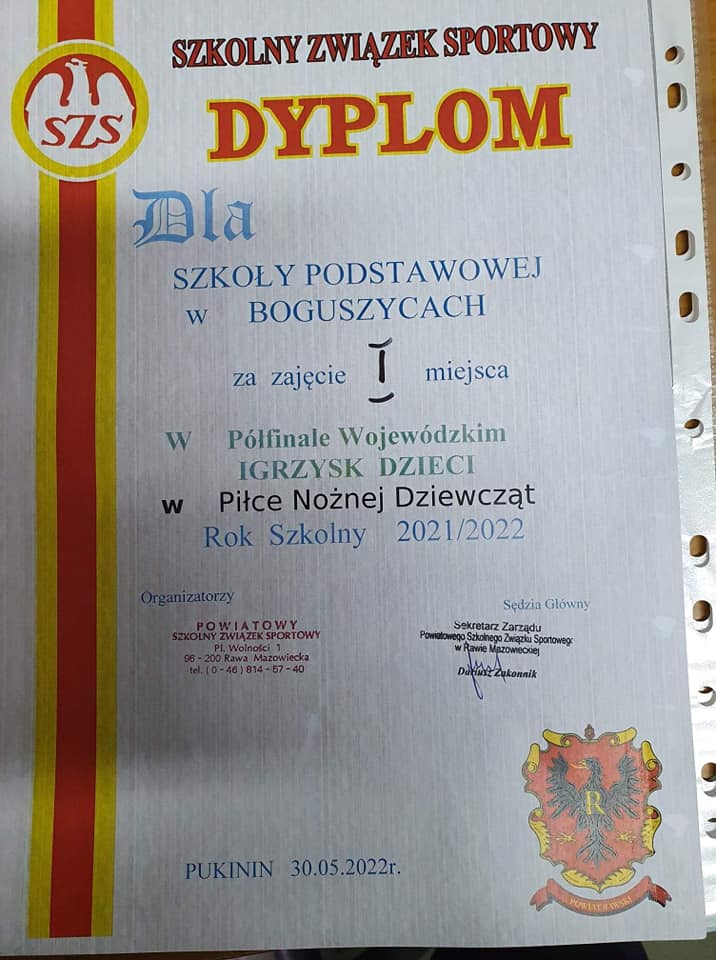 SZKOLNY ZWIĄZEK SPORTOWY
DYPLOM
SZS
Dla
SZKOŁY PODSTAWOWEJ
w BOGUSZYCACH
za zajęcie I miejsca
W Półfinale Wojewódzkim
IGRZYSK DZIECI
w Piłce Nożnej Dziewcząt
Rok Szkolny 2021/2022
Organizatorzy
POWIATOWY
SZKOLNY ZWIĄZEK SPORTOWY
Pl. Wolności 1
96 - 200 Rawa Mazowiecka
tel. ( 0 - 46 ) 814 - 57 - 40
Sędzia Główny
Sekretarz Zarządu
Powiatowego Szkolnego Związku Sportowego
w Rawie Mazowieckiej
Dariusz Zakonnik
R
POWIAT RAWSKI
PUKININ 30.05.2022r.